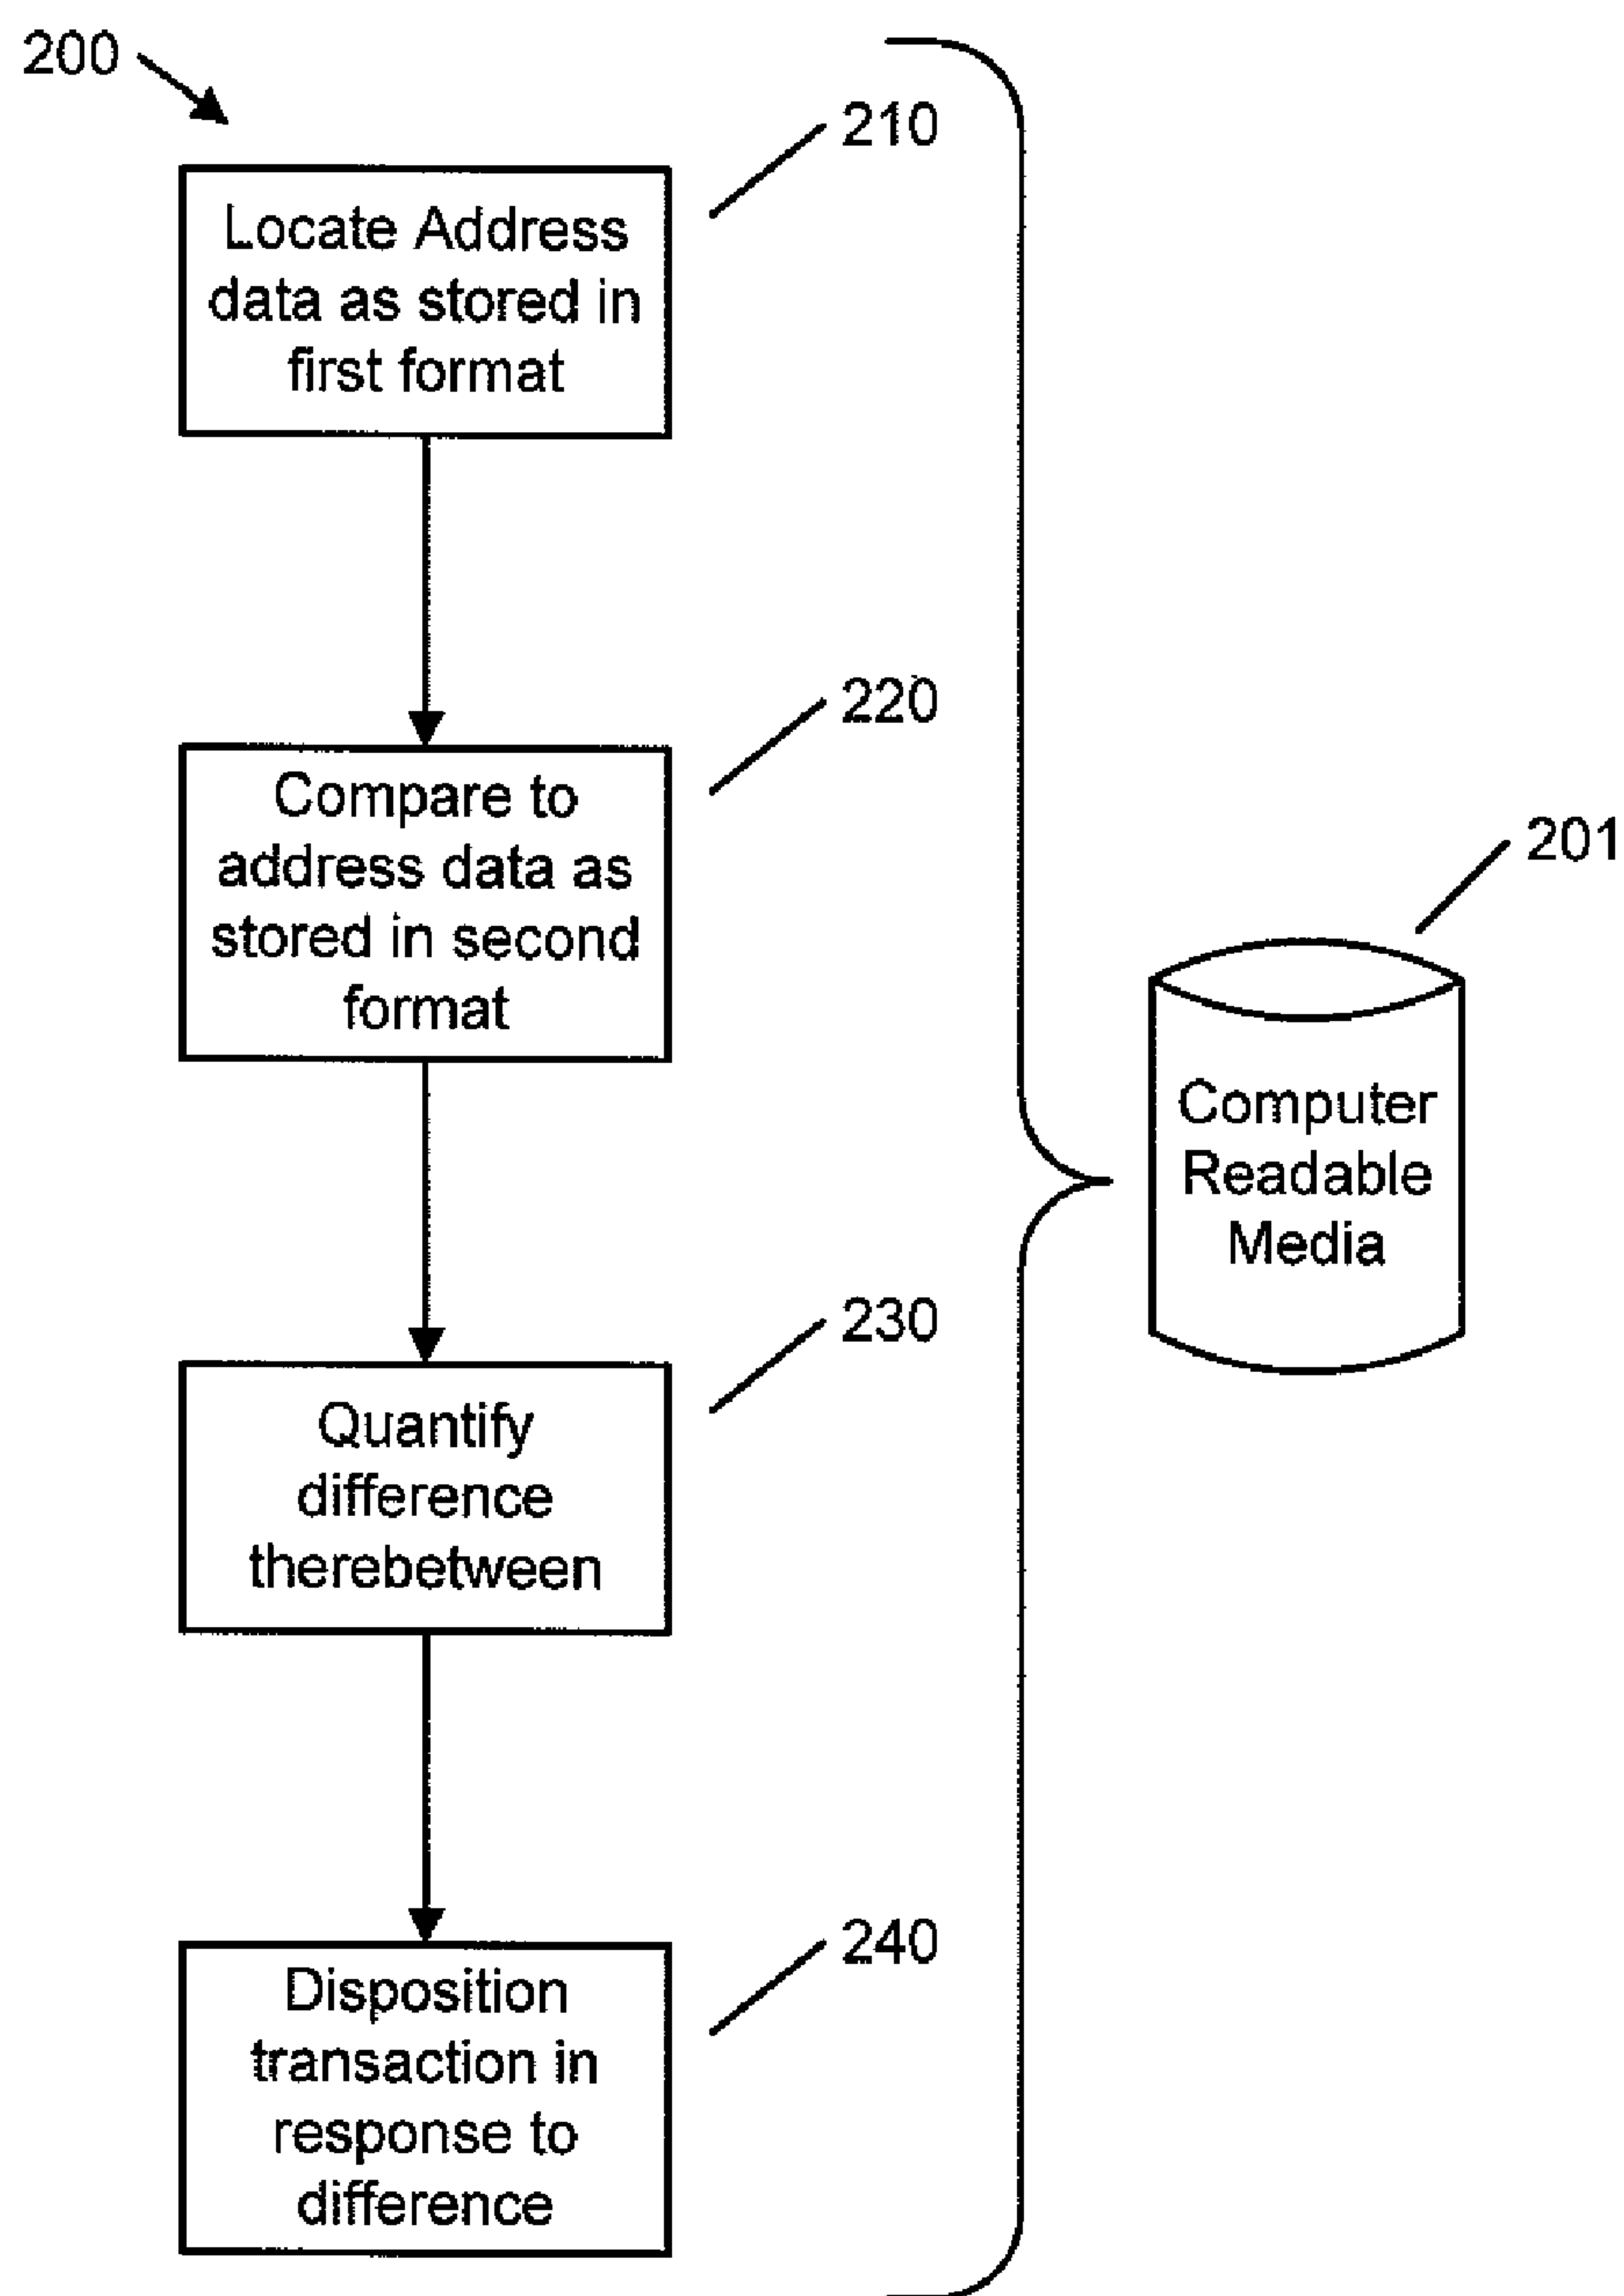 200
210
Locate Address
data as stored in
first format
220
Compare to
address data as
stored in second
format
201
Computer
Readable
Media
230
Quantify
difference
therebetween
240
Disposition
transaction in
response to
difference